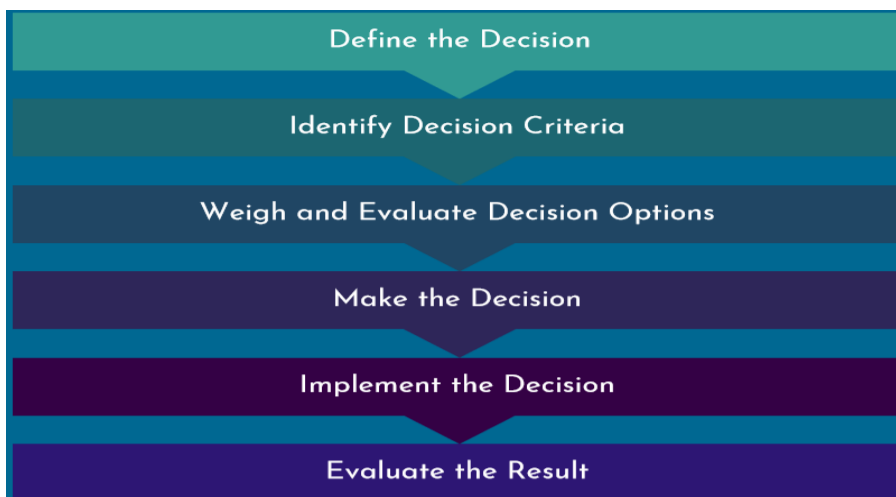 Define the Decision
Identify Decision Criteria
Weigh and Evaluate Decision Options
Make the Decision
Implement the Decision
Evaluate the Result